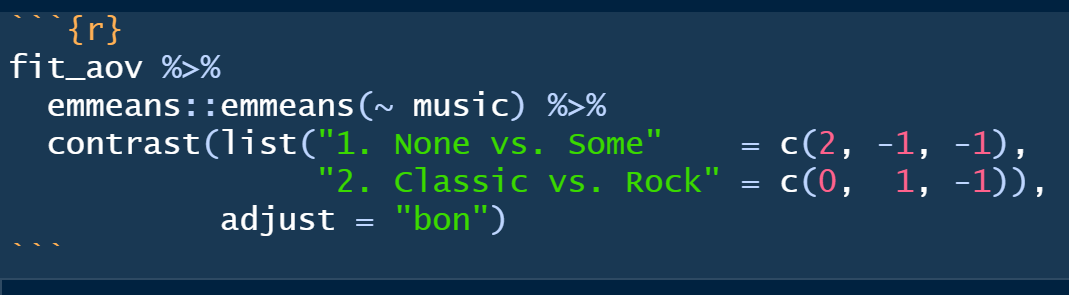 ```{r}
fit_aov %>%
  emmeans::emmeans(~ music) %>%
  contrast(list("1. None vs. Some"    = c(2, -1, -1),
                "2. Classic vs. Rock" = c(0,  1, -1)),
           adjust = "bon")
```